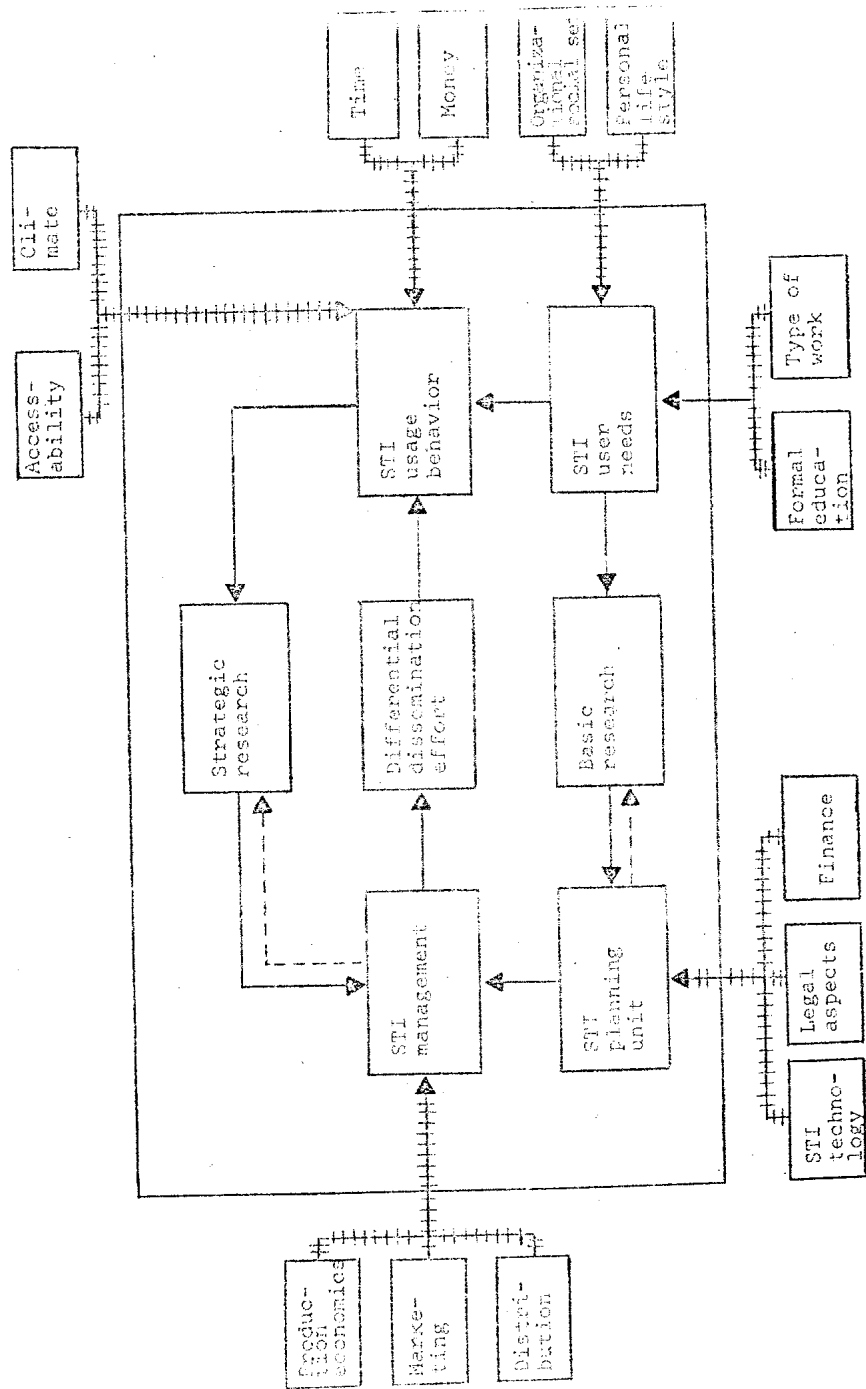 Access-
ability
Cli-
mate
Produc-
tion
economics
Marke-
ting
Distri-
bution
Strategic
research
STI
management
Differential
dissemination
effort
STI
usage
behavior
Time
Money
STI
planning
unit
Basic
research
STI
user
needs
Organiza-
tional
social set
Personal
life
style
STI
techno-
logy
Legal
aspects
Finance
Formal
educa-
tion
Type of
work